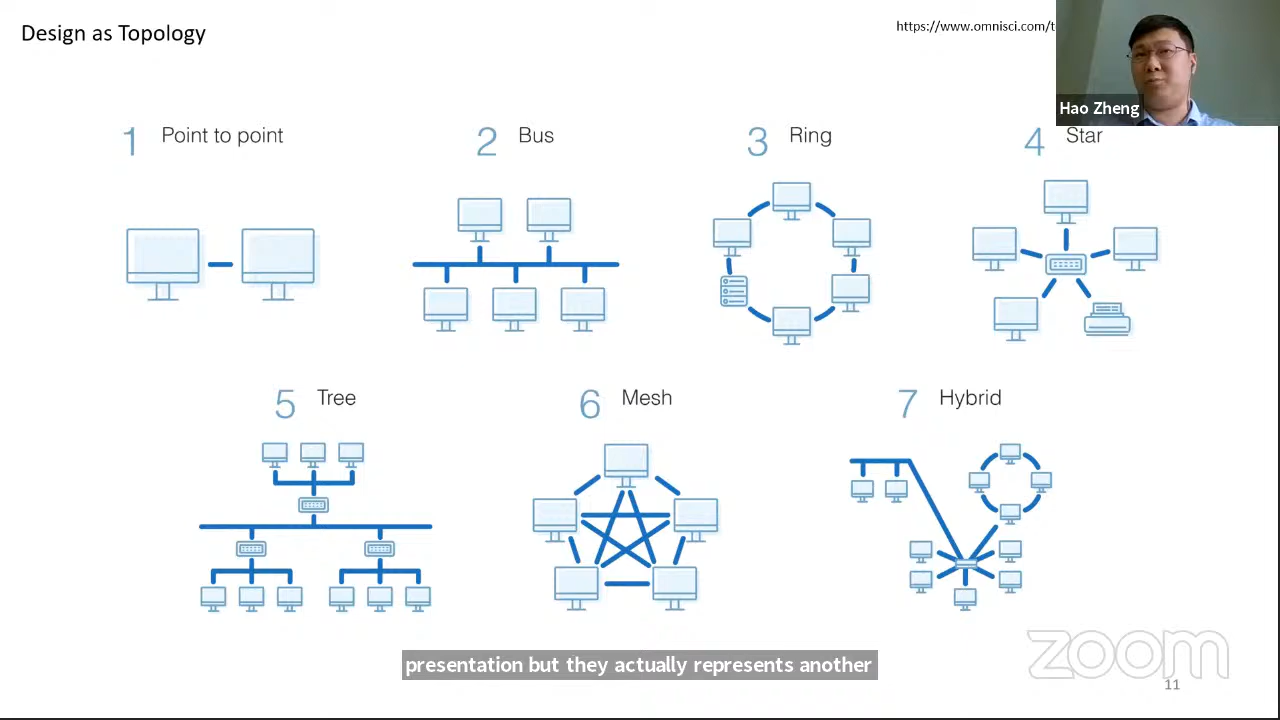 Design as Topology
https://www.omnisci.com/t
Hao Zheng
1 Point to point
2 Bus
3 Ring
4 Star
5 Tree
6 Mesh
7 Hybrid
presentation but they actually represents another
zoom
11